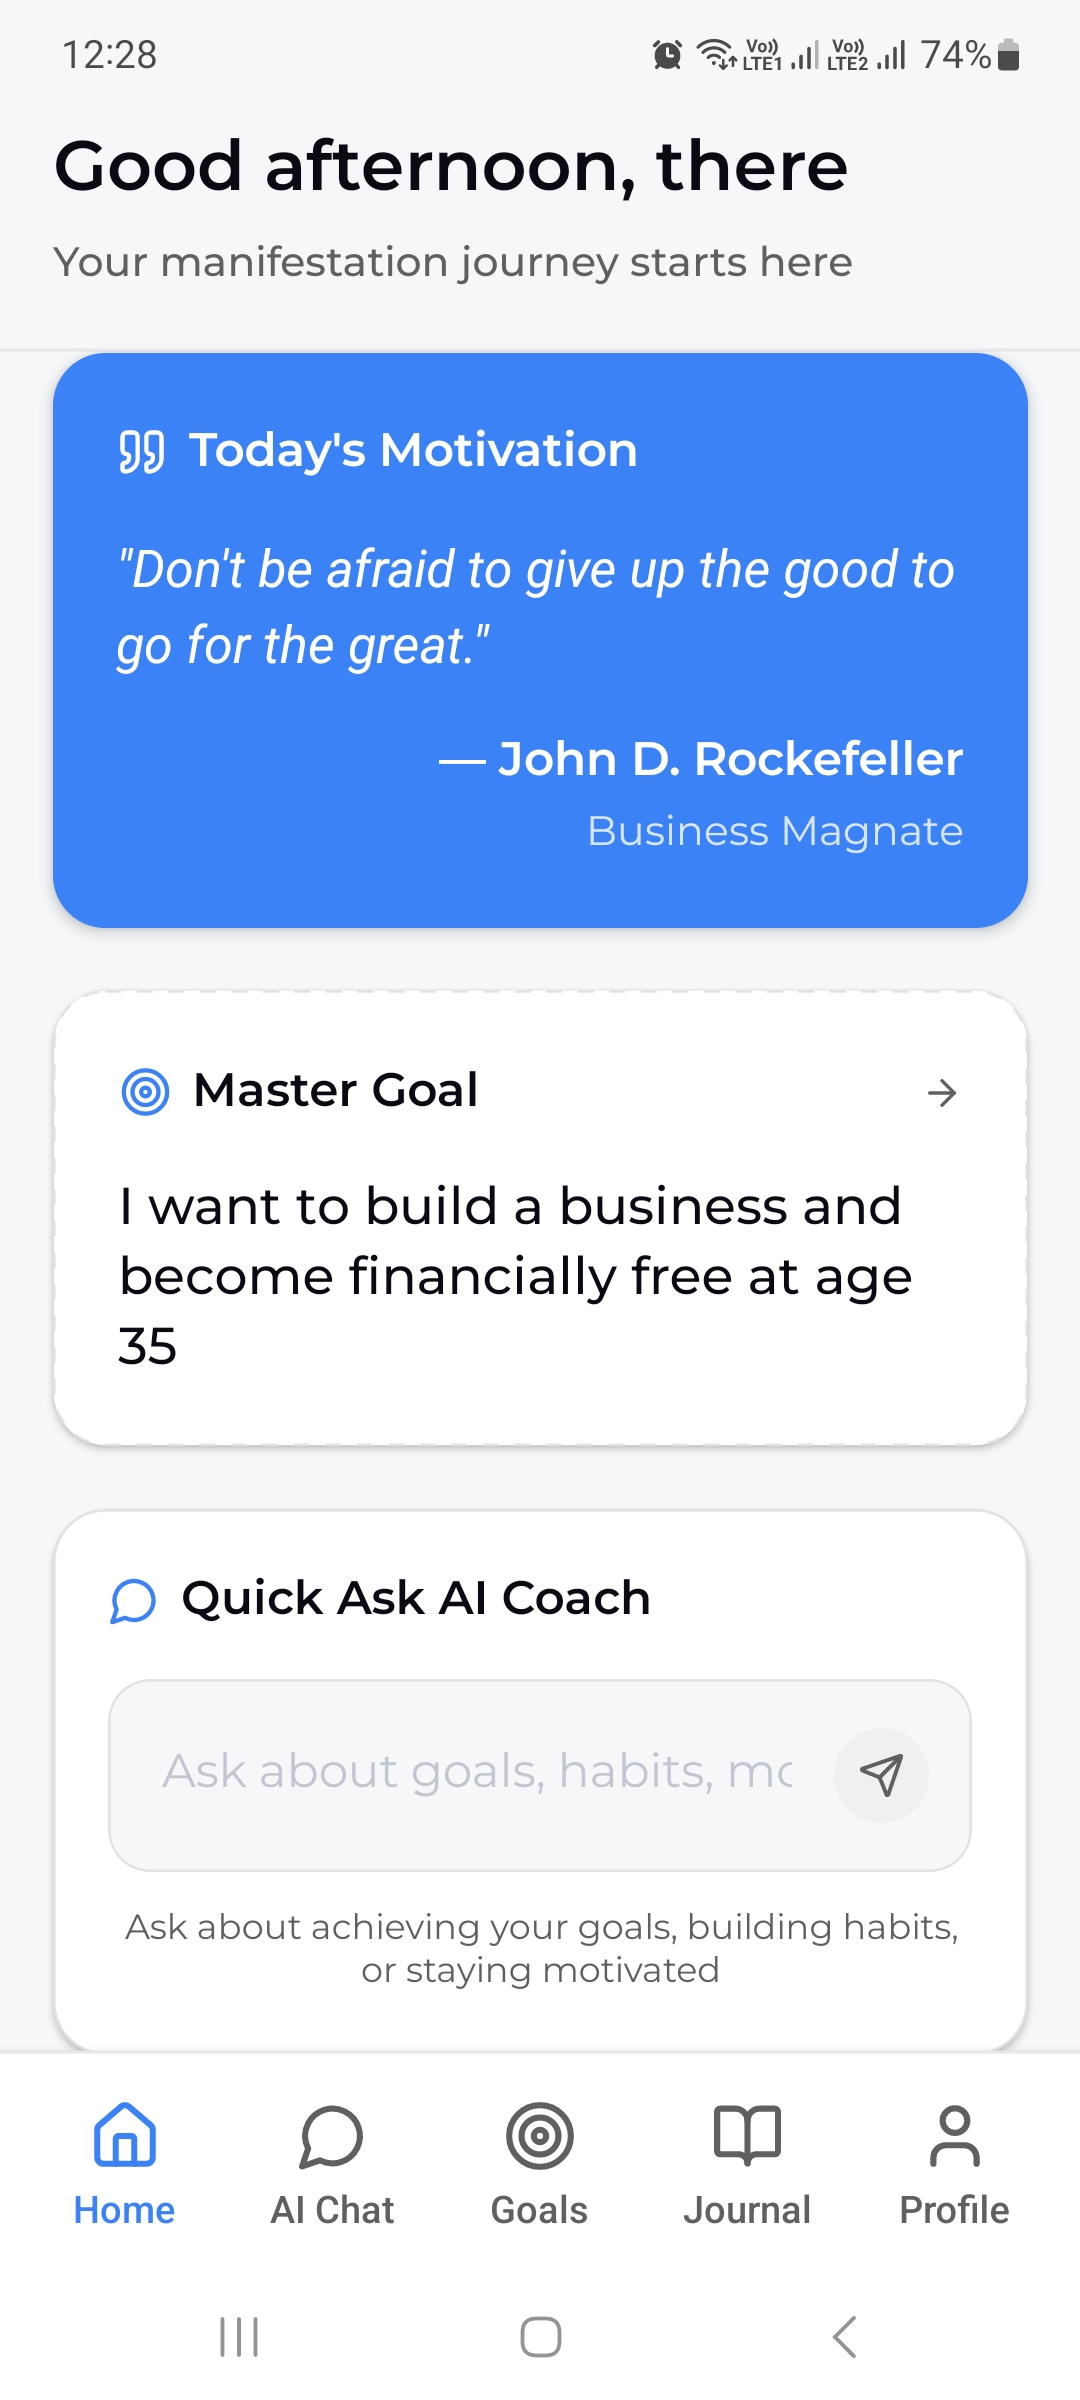 12:28
Vo))
LTE1
Vo))
LTE2
74%
Good afternoon, there
Your manifestation journey starts here
Today's Motivation
"Don't be afraid to give up the good to
go for the great."
— John D. Rockefeller
Business Magnate
Master Goal
I want to build a business and
become financially free at age
35
Quick Ask AI Coach
Ask about goals, habits,
Ask about achieving your goals, building habits,
or staying motivated
Home
AI Chat
Goals
Journal
Profile